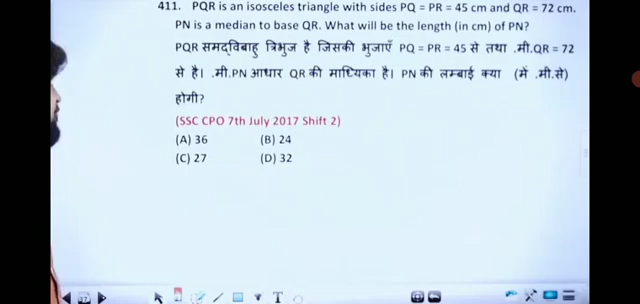 411. PQR is an isosceles triangle with sides PQ = PR = 45 cm and QR = 72 cm.
PN is a median to base QR. What will be the length (in cm) of PN?
PQR समद्विबाहु त्रिभुज है जिसकी भुजाएँ PQ = PR = 45 से तथा .मी.QR = 72
से है। .मी.PN आधार QR की माध्यिका है। PN की लम्बाई क्या (में .मी.से)
होगी?
(SSC CPO 7th July 2017 Shift 2)
(A) 36 (B) 24
(C) 27 (D) 32